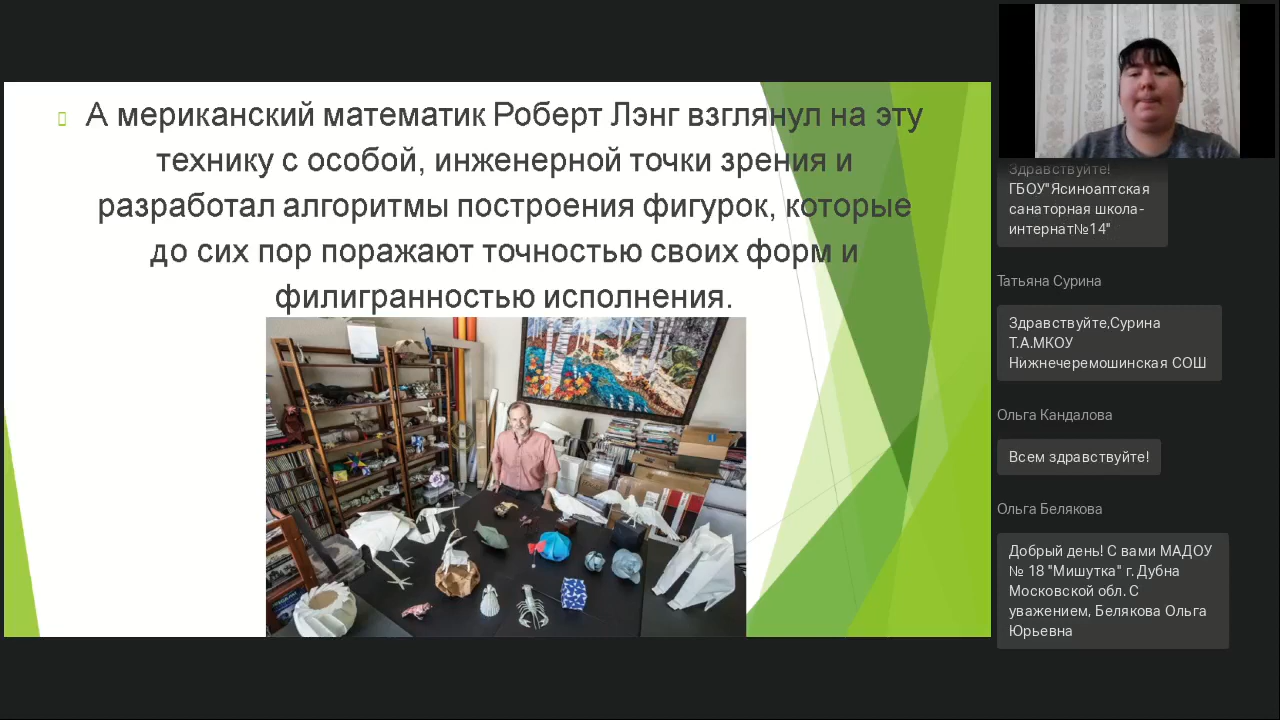 А мериканский математик Роберт Лэнг взглянул на эту
технику с особой, инженерной точки зрения и
разработал алгоритмы построения фигурок, которые
до сих пор поражают точностью своих форм и
филигранностью исполнения.
Здравствуйте!
ГБОУ"Ясиноаптская
санаторная школа-
интернат№14"
Татьяна Сурина
Здравствуйте,Сурина
Т.А.МКОУ
Нижнечеремошинская СОШ
Ольга Кандалова
Всем здравствуйте!
Ольга Белякова
Добрый день! С вами МАДОУ
№ 18 "Мишутка" г. Дубна
Московской обл. С
уважением, Белякова Ольга
Юрьевна